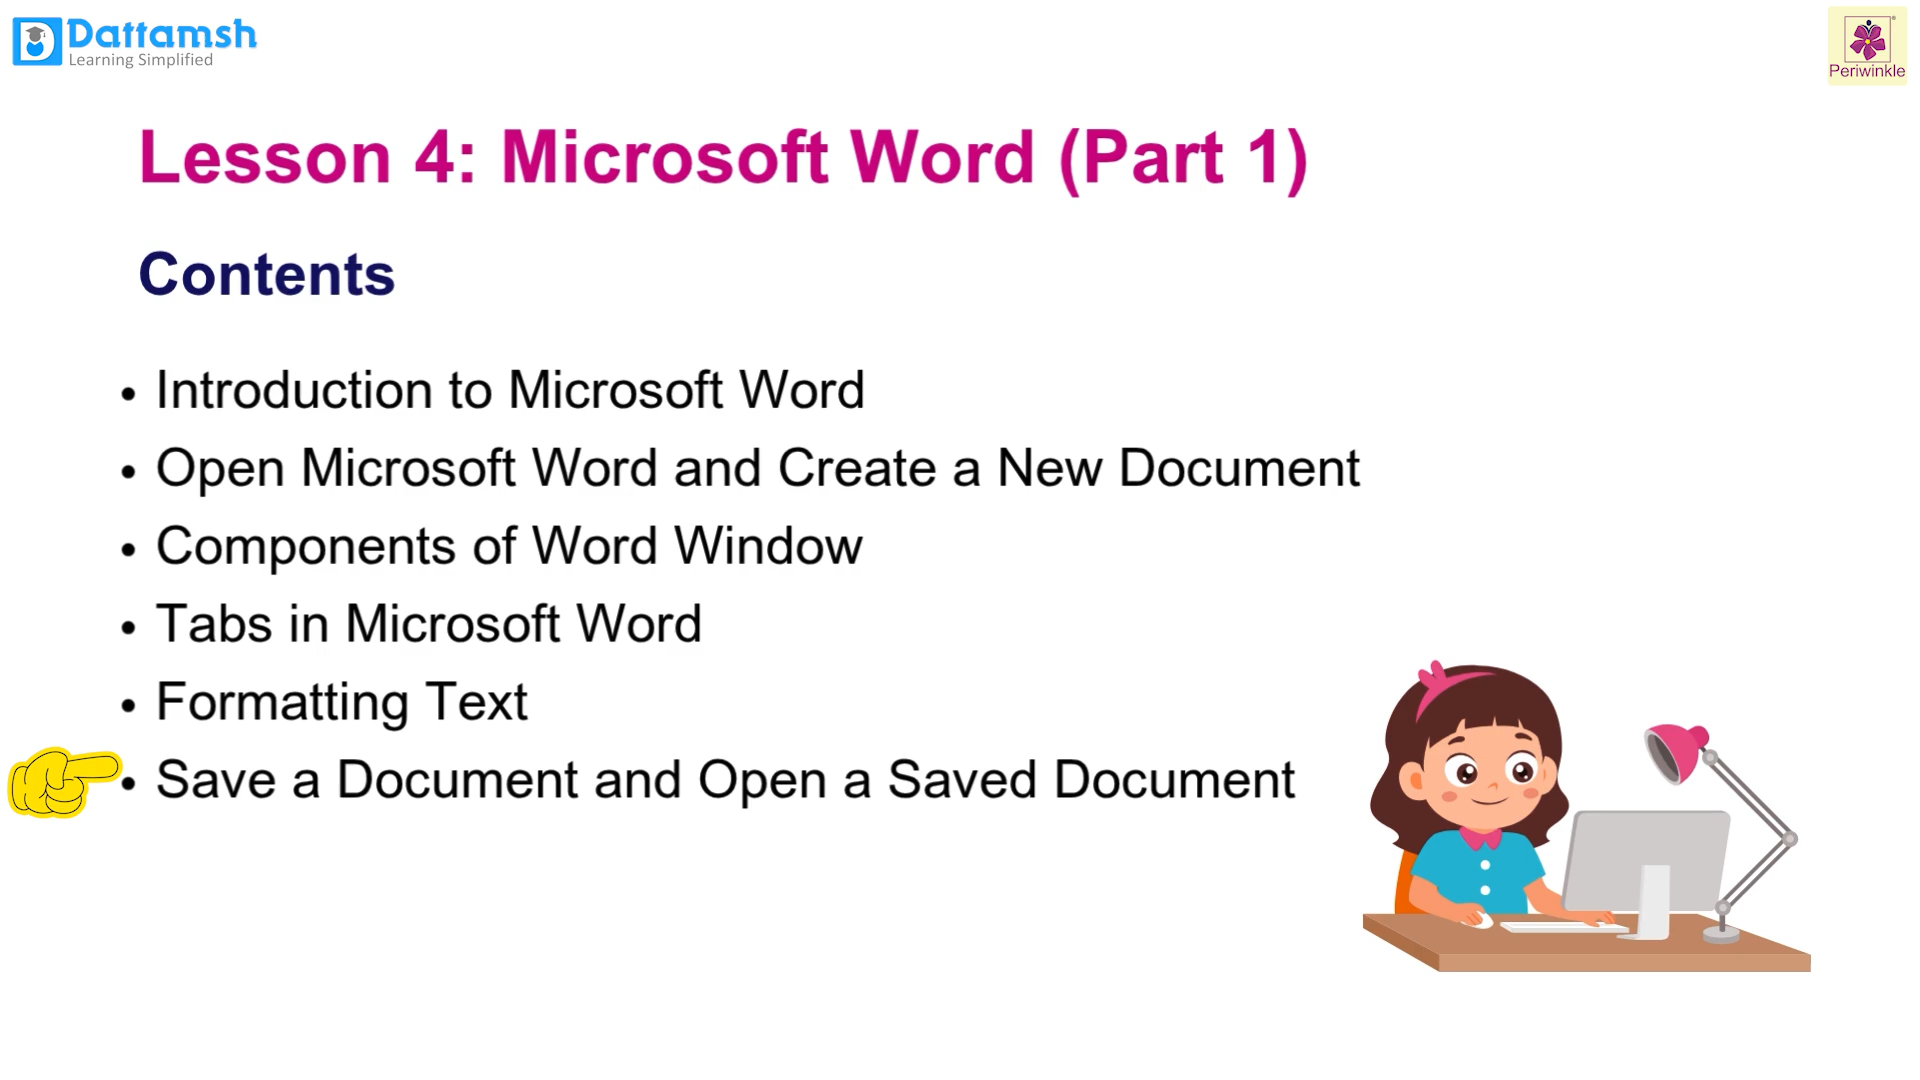 Dattamsh
Learning Simplified
Periwinkle
Lesson 4: Microsoft Word (Part 1)
Contents
• Introduction to Microsoft Word
• Open Microsoft Word and Create a New Document
• Components of Word Window
• Tabs in Microsoft Word
• Formatting Text
• Save a Document and Open a Saved Document